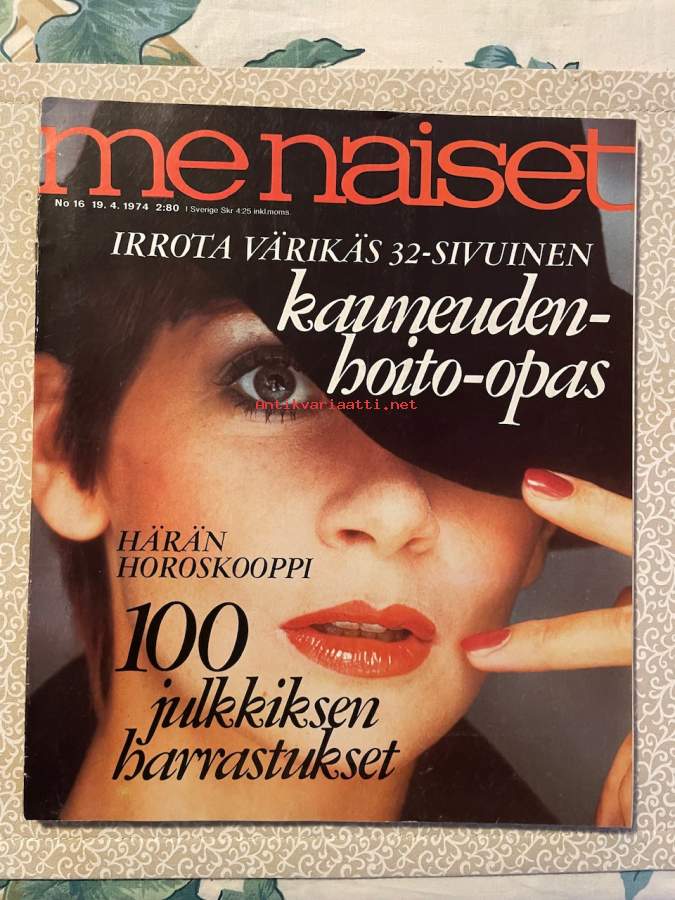 me naiset
No 16 19. 4. 1974 2:80 I Sverige Skr 4:25 inkl.moms.
IRROTA VÄRIKÄS 32-SIVUINEN
kauneuden-
hoito-opas
Antikvariaatti.net
HÄRÄN
HOROSKOOPPI
100
julkkiksen
harrastukset